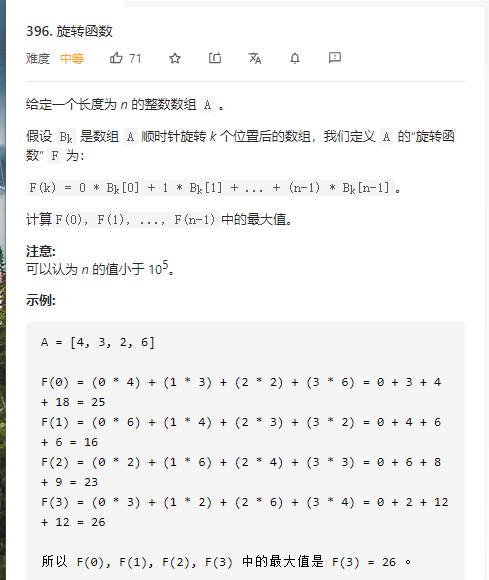 396. 旋转函数
难度 中等 71
给定一个长度为 n 的整数数组 A 。
假设 Bk 是数组 A 顺时针旋转 k 个位置后的数组，我们定义 A 的“旋转函
数” F 为：
F(k) = 0 * Bk[0] + 1 * Bk[1] + ... + (n-1) * Bk[n-1]。
计算F(0), F(1), ..., F(n-1)中的最大值。
注意:
可以认为 n 的值小于 10⁵。
示例:
A = [4, 3, 2, 6]
F(0) = (0 * 4) + (1 * 3) + (2 * 2) + (3 * 6) = 0 + 3 + 4
+ 18 = 25
F(1) = (0 * 6) + (1 * 4) + (2 * 3) + (3 * 2) = 0 + 4 + 6
+ 6 = 16
F(2) = (0 * 2) + (1 * 6) + (2 * 4) + (3 * 3) = 0 + 6 + 8
+ 9 = 23
F(3) = (0 * 3) + (1 * 2) + (2 * 6) + (3 * 4) = 0 + 2 + 12
+ 12 = 26
所以 F(0), F(1), F(2), F(3) 中的最大值是 F(3) = 26 。